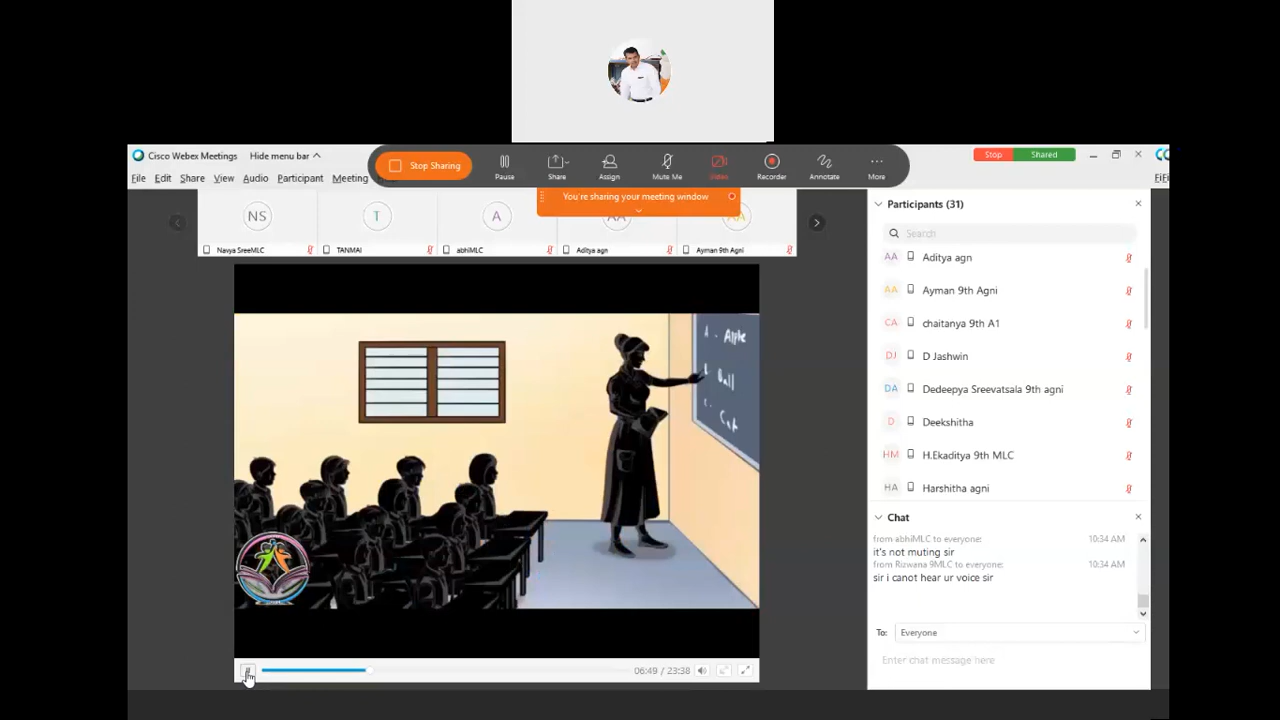 Cisco Webex Meetings
Hide menu bar
Stop Sharing
Pause
Share
Assign
Mute Me
Recorder
Annotate
More
Stop
Shared
File
Edit
Share
View
Audio
Participant
Meeting
You're sharing your meeting window
NS
T
A
AA
AA
Navya SreeMLC
TANMAI
abhiMLC
Aditya agn
Ayman 9th Agni
A . Apple
Ball
C . Cat
06:49 / 23:38
Participants (31)
Search
AA Aditya agn
AA Ayman 9th Agni
CA chaitanya 9th A1
DJ D Jashwin
DA Dedeepya Sreevatsala 9th agni
D Deekshitha
HM H.Ekaditya 9th MLC
HA Harshitha agni
Chat
from abhiMLC to everyone: 10:34 AM
it's not muting sir
from Rizwana 9MLC to everyone: 10:34 AM
sir i canot hear ur voice sir
To: Everyone
Enter chat message here